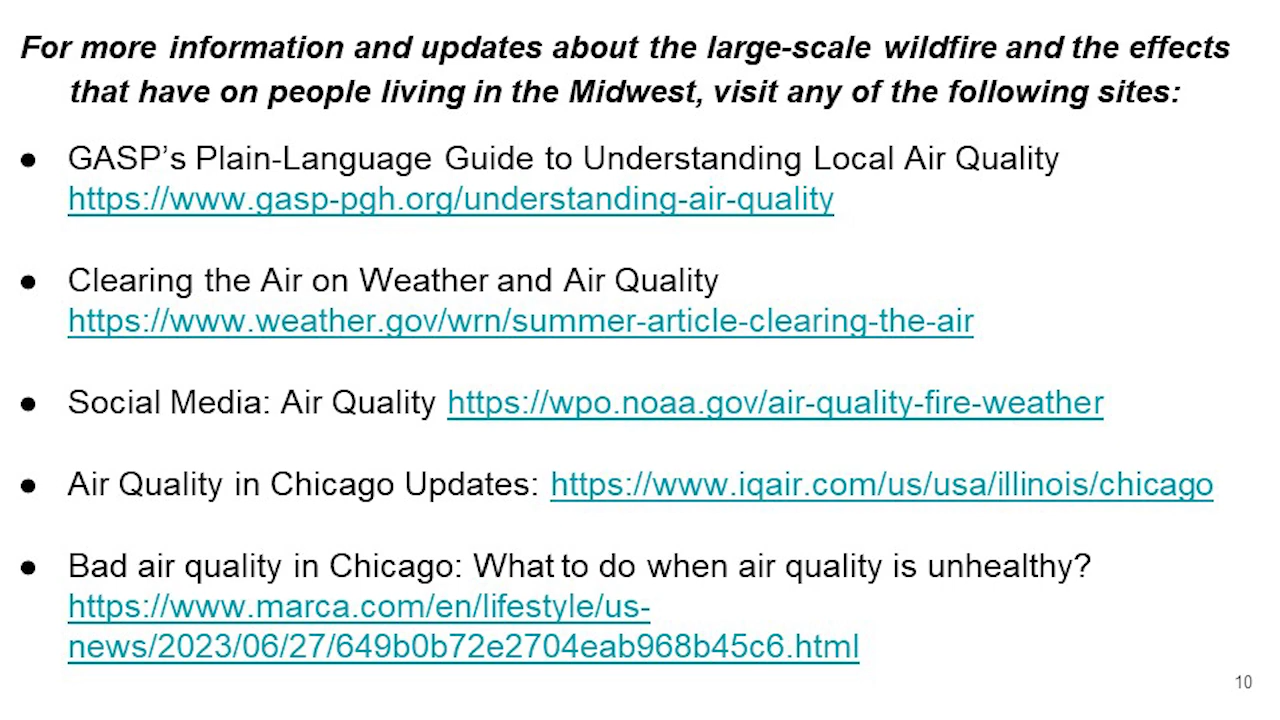 For more information and updates about the large-scale wildfire and the effects
that have on people living in the Midwest, visit any of the following sites:
● GASP’s Plain-Language Guide to Understanding Local Air Quality
https://www.gasp-pgh.org/understanding-air-quality
● Clearing the Air on Weather and Air Quality
https://www.weather.gov/wrn/summer-article-clearing-the-air
● Social Media: Air Quality https://wpo.noaa.gov/air-quality-fire-weather
● Air Quality in Chicago Updates: https://www.iqair.com/us/usa/illinois/chicago
● Bad air quality in Chicago: What to do when air quality is unhealthy?
https://www.marca.com/en/lifestyle/us-
news/2023/06/27/649b0b72e2704eab968b45c6.html
10